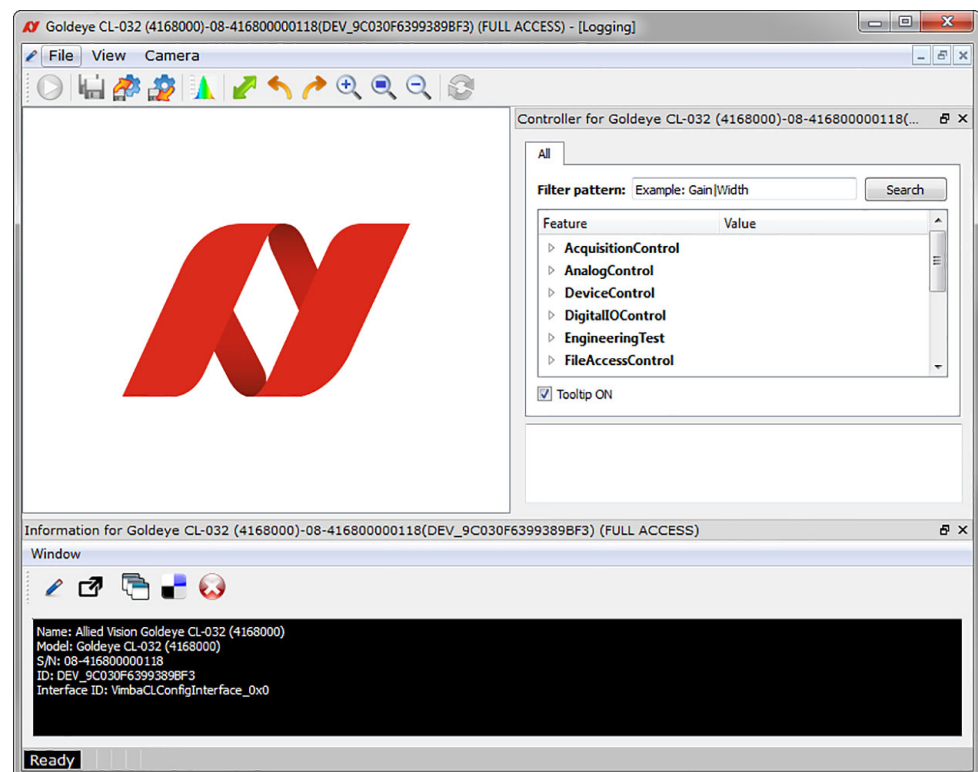 Goldeye CL-032 (4168000)-08-416800000118(DEV_9C030F6399389BF3) (FULL ACCESS) - [Logging]
File View Camera
Controller for Goldeye CL-032 (4168000)-08-416800000118(...
All
Filter pattern: Example: Gain|Width Search
Feature Value
AcquisitionControl
AnalogControl
DeviceControl
DigitalIOControl
EngineeringTest
FileAccessControl
Tooltip ON
Information for Goldeye CL-032 (4168000)-08-416800000118(DEV_9C030F6399389BF3) (FULL ACCESS)
Window
Name: Allied Vision Goldeye CL-032 (4168000)
Model: Goldeye CL-032 (4168000)
S/N: 08-416800000118
ID: DEV_9C030F6399389BF3
Interface ID: VimbaCLConfigInterface_0x0
Ready